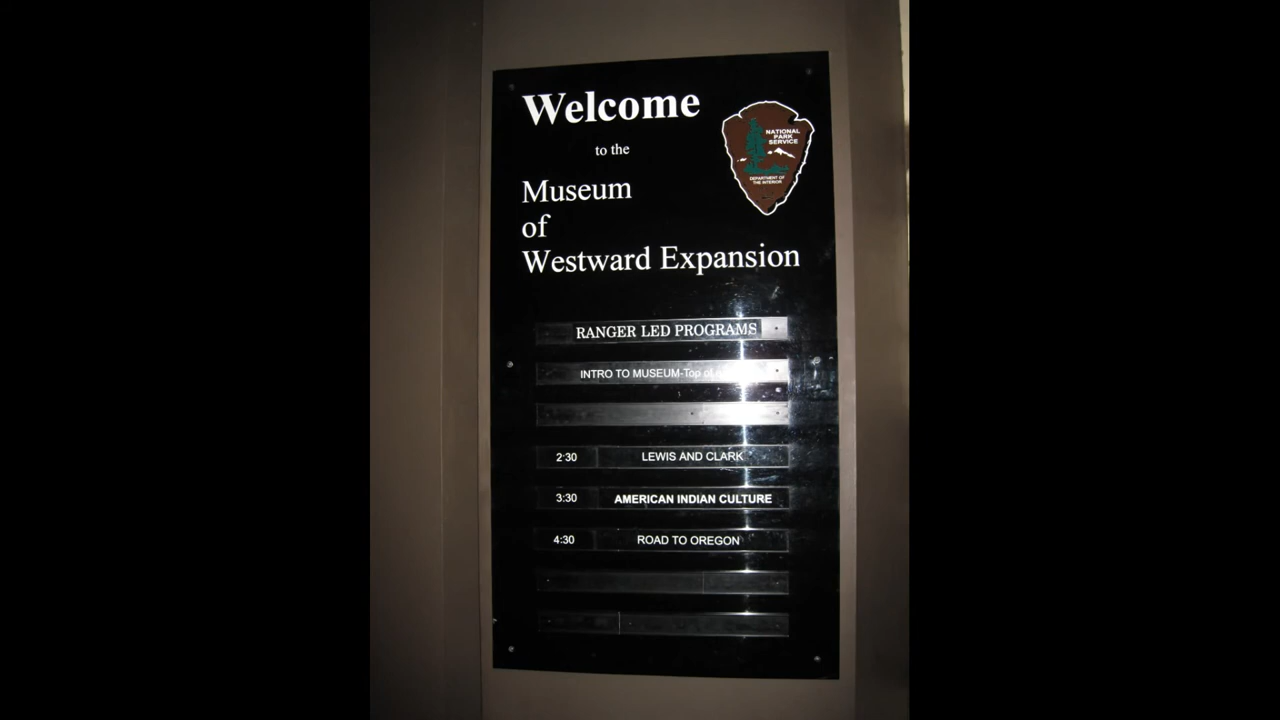 Welcome
to the
Museum
of
Westward Expansion
NATIONAL
PARK
SERVICE
DEPARTMENT OF
THE INTERIOR
RANGER LED PROGRAMS
INTRO TO MUSEUM-Top of
2:30 LEWIS AND CLARK
3:30 AMERICAN INDIAN CULTURE
4:30 ROAD TO OREGON